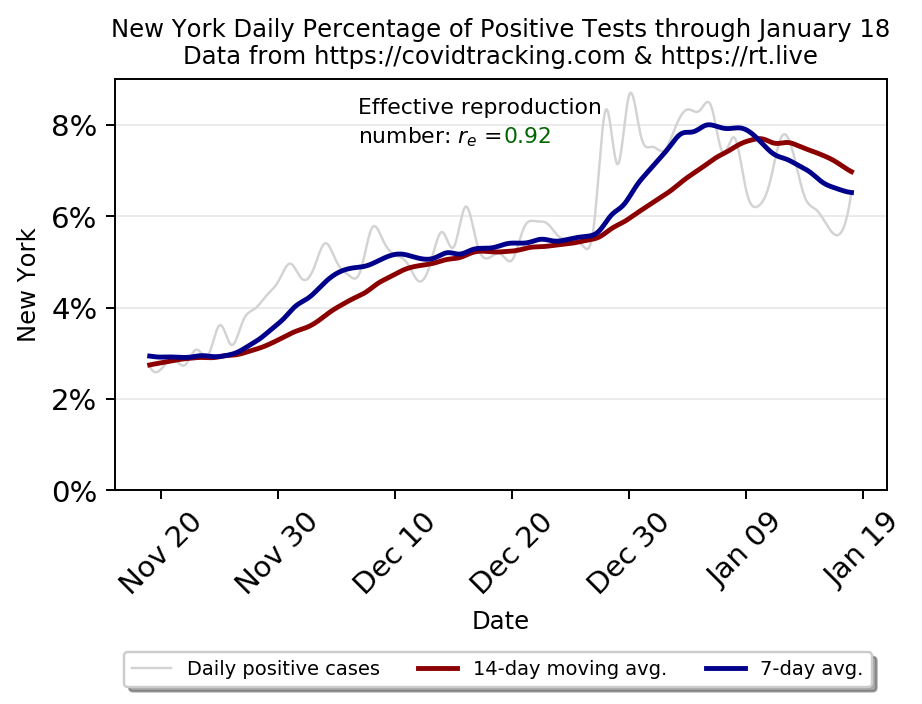 New York Daily Percentage of Positive Tests through January 18
Data from https://covidtracking.com & https://rt.live
Effective reproduction
number: rₑ =0.92
8%
6%
4%
2%
0%
New York
Nov 20
Nov 30
Dec 10
Dec 20
Dec 30
Jan 09
Jan 19
Date
Daily positive cases
14-day moving avg.
7-day avg.